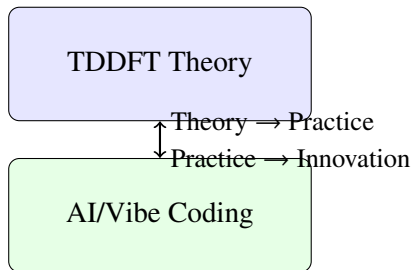 TDDFT Theory
Theory → Practice
Practice → Innovation
AI/Vibe Coding